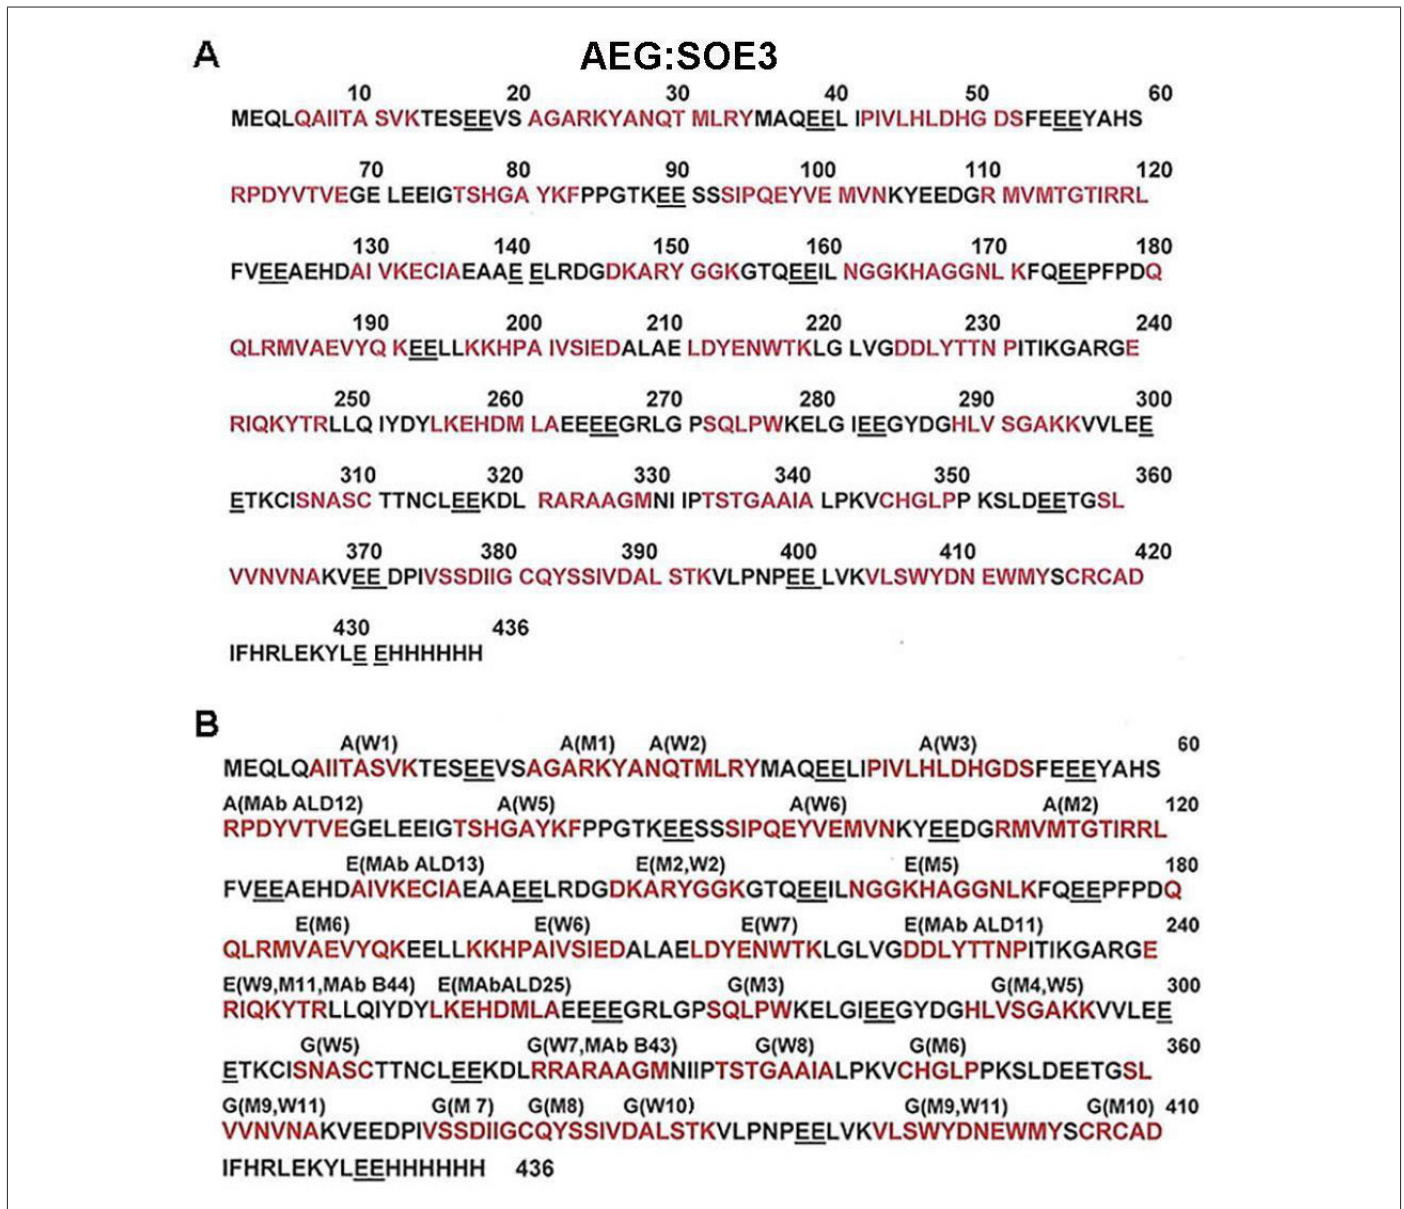 A AEG:SOE3
10 20 30 40 50 60
MEQLQAIITA SVKTESEEVS AGARKYANQT MLRYMAQEEL IPIVLHLDHG DSFEEEYAHS
70 80 90 100 110 120
RPDYVTVEGE LEEIGTSHGA YKFPPGTKEE SSSIPQEYVE MVNKYEEDGR MVMTGTIRRL
130 140 150 160 170 180
FVEEAEHDAI VKECIAEAAE ELRDGDKARY GGKGTQEEIL NGGKHAGGNL KFQEEPFPDQ
190 200 210 220 230 240
QLRMVAEVYQ KEELLKKHPA IVSIEDALAE LDYENWTKLG LVGDDLYTTN PITIKGARGE
250 260 270 280 290 300
RIQKYTRLLQ IYDYLKEHDM LAEEEEGRLG PSQLPWKELG IEEGYDGHLV SGAKKVVLEE
310 320 330 340 350 360
ETKCISNASC TTNCLEEKDL RARAAGMNI IPTSTGAAIA LPKVCHGLPP KSLDEETGSL
370 380 390 400 410 420
VVNVNAKVEE DPIVSSDIIG CQYSSIVDAL STKVLPNPEE LVKVLSWYDN EWMYSCRCAD
430 436
IFHRLEKYLE EHHHHHH
B
A(W1) A(M1) A(W2) A(W3) 60
MEQLQAIITASVKTESEEVSAGARKYANQTMLRYMAQEELIPIVLHLDHGDSFEEEYAHS
A(MAb ALD12) A(W5) A(W6) A(M2) 120
RPDYVTVEGELEEIGTSHGAYKFPPGTKEESSSIPQEYVEMVNKYEEDGRMVMTGTIRRL
E(MAb ALD13) E(M2,W2) E(M5) 180
FVEEAEHDAIVKECIAEAAEELRDGDKARYGGKGTQEEILNGGKHAGGNLKFQEEPFPDQ
E(M6) E(W6) E(W7) E(MAb ALD11) 240
QLRMVAEVYQKEELLKKHPAIVSIEDALAELDYENWTKLGLVGDDLYTTNPITIKGARGE
E(W9,M11,MAb B44) E(MAbALD25) G(M3) G(M4,W5) 300
RIQKYTRLLQIYDYLKEHDMLAEEEEGRLGPSQLPWKELGIEEGYDGHLVSGAKKVVLEE
G(W5) G(W7,MAb B43) G(W8) G(M6) 360
ETKCISNASCTTNCLEEKDLRRARAAGMNIIPTSTGAAIALPKVCHGLPPKSLDEETGSL
G(M9,W11) G(M 7) G(M8) G(W10) G(M9,W11) G(M10) 410
VVNVNAKVEEDPIVSSDIIGCQYSSIVDALSTKVLPNPEELVKVLSWYDNEWMYSCRCAD
IFHRLEKYLEEHHHHHH 436